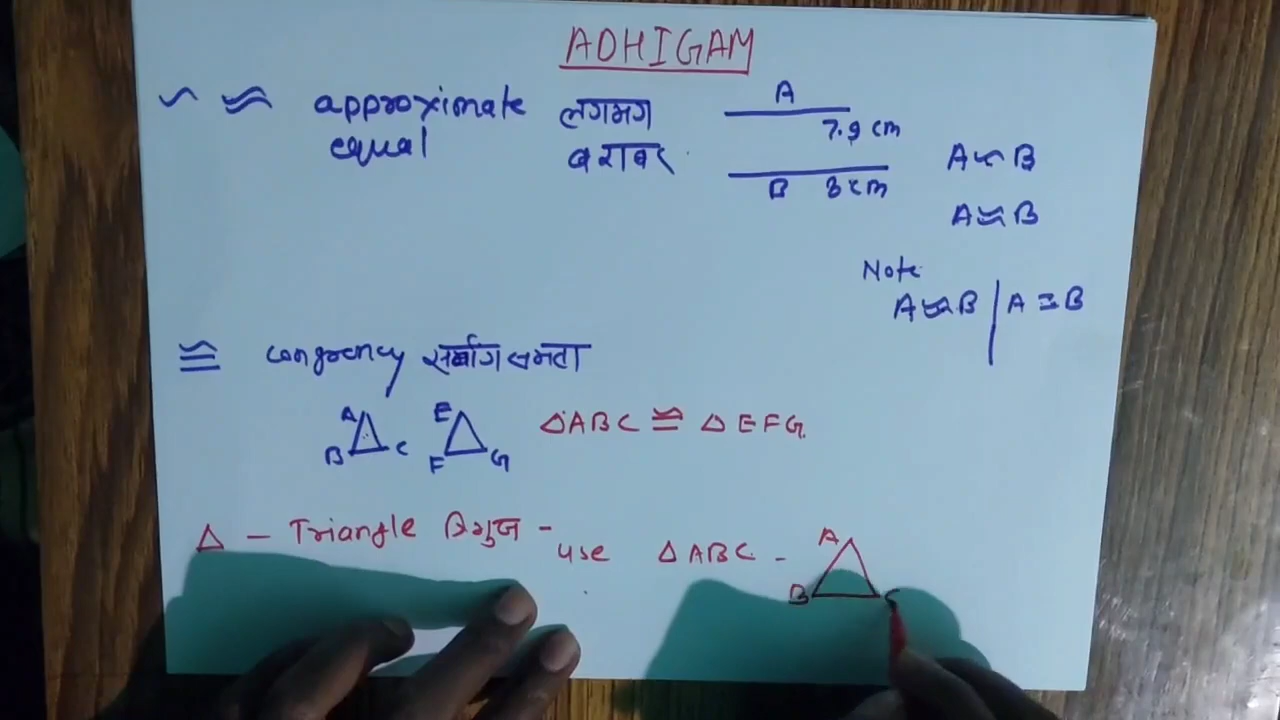 ADHIGAM
∽ ≈ approximate लगभग
equal बराबर
A
7.9 cm
B 8 cm
A ∽ B
A ≈ B
Note
A ≈ B | A ≅ B
≅ congrency सर्वांगसमता
A B C E F G
△ABC ≅ △EFG
△ - Triangle त्रिभुज -
use △ABC -
A B C